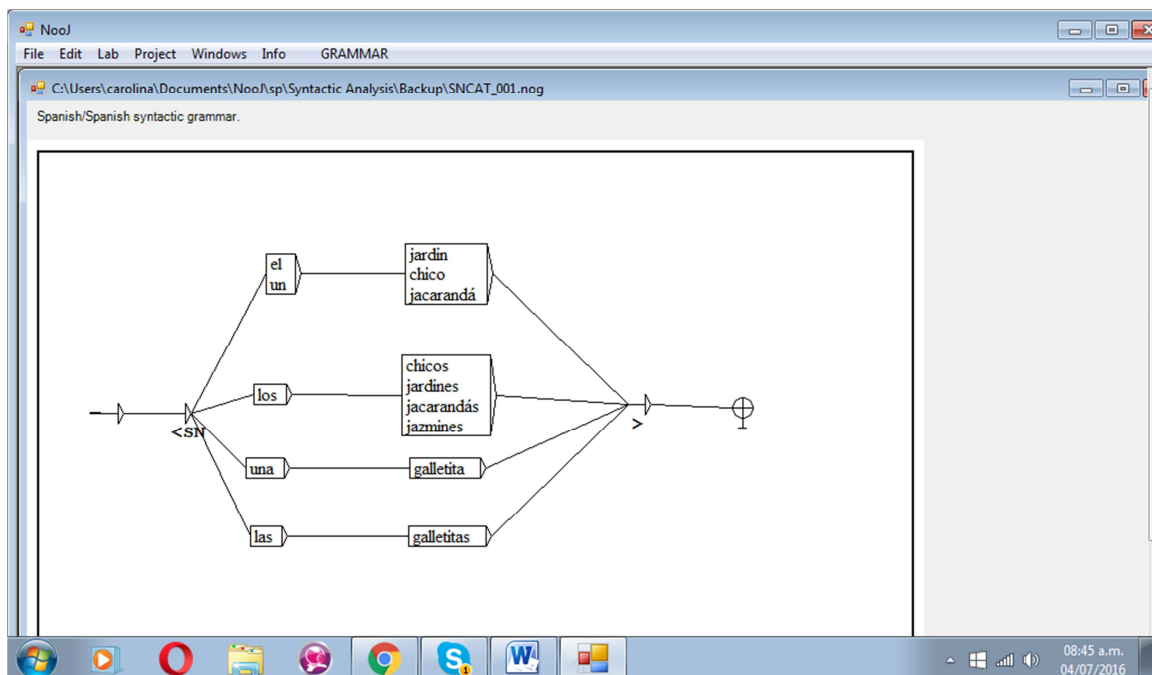 NooJ
File Edit Lab Project Windows Info GRAMMAR
C:\Users\carolina\Documents\NooJ\sp\Syntactic Analysis\Backup\SNCAT_001.nog
Spanish/Spanish syntactic grammar.
el
un
jardín
chico
jacarandá
los
chicos
jardines
jacarandás
jazmines
<SN
>
una
galletita
las
galletitas
08:45 a.m.
04/07/2016